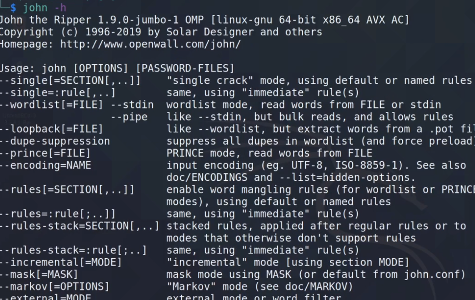 john -h
John the Ripper 1.9.0-jumbo-1 OMP [linux-gnu 64-bit x86_64 AVX AC]
Copyright (c) 1996-2019 by Solar Designer and others
Homepage: http://www.openwall.com/john/

Usage: john [OPTIONS] [PASSWORD-FILES]
--single[=SECTION[,..]]    "single crack" mode, using default or named rules
--single=:rule[,..]        same, using "immediate" rule(s)
--wordlist[=FILE] --stdin  wordlist mode, read words from FILE or stdin
                  --pipe   like --stdin, but bulk reads, and allows rules
--loopback[=FILE]          like --wordlist, but extract words from a .pot fi
--dupe-suppression         suppress all dupes in wordlist (and force preload
--prince[=FILE]            PRINCE mode, read words from FILE
--encoding=NAME            input encoding (eg. UTF-8, ISO-8859-1). See also
                           doc/ENCODINGS and --list=hidden-options.
--rules[=SECTION[,..]]     enable word mangling rules (for wordlist or PRINCE
                           modes), using default or named rules
--rules=:rule[;..]]        same, using "immediate" rule(s)
--rules-stack=SECTION[,..] stacked rules, applied after regular rules or to
                           modes that otherwise don't support rules
--rules-stack=:rule[;..]   same, using "immediate" rule(s)
--incremental[=MODE]       "incremental" mode [using section MODE]
--mask[=MASK]              mask mode using MASK (or default from john.conf)
--markov[=OPTIONS]         "Markov" mode (see doc/MARKOV)
--external=MODE            external mode or word filter